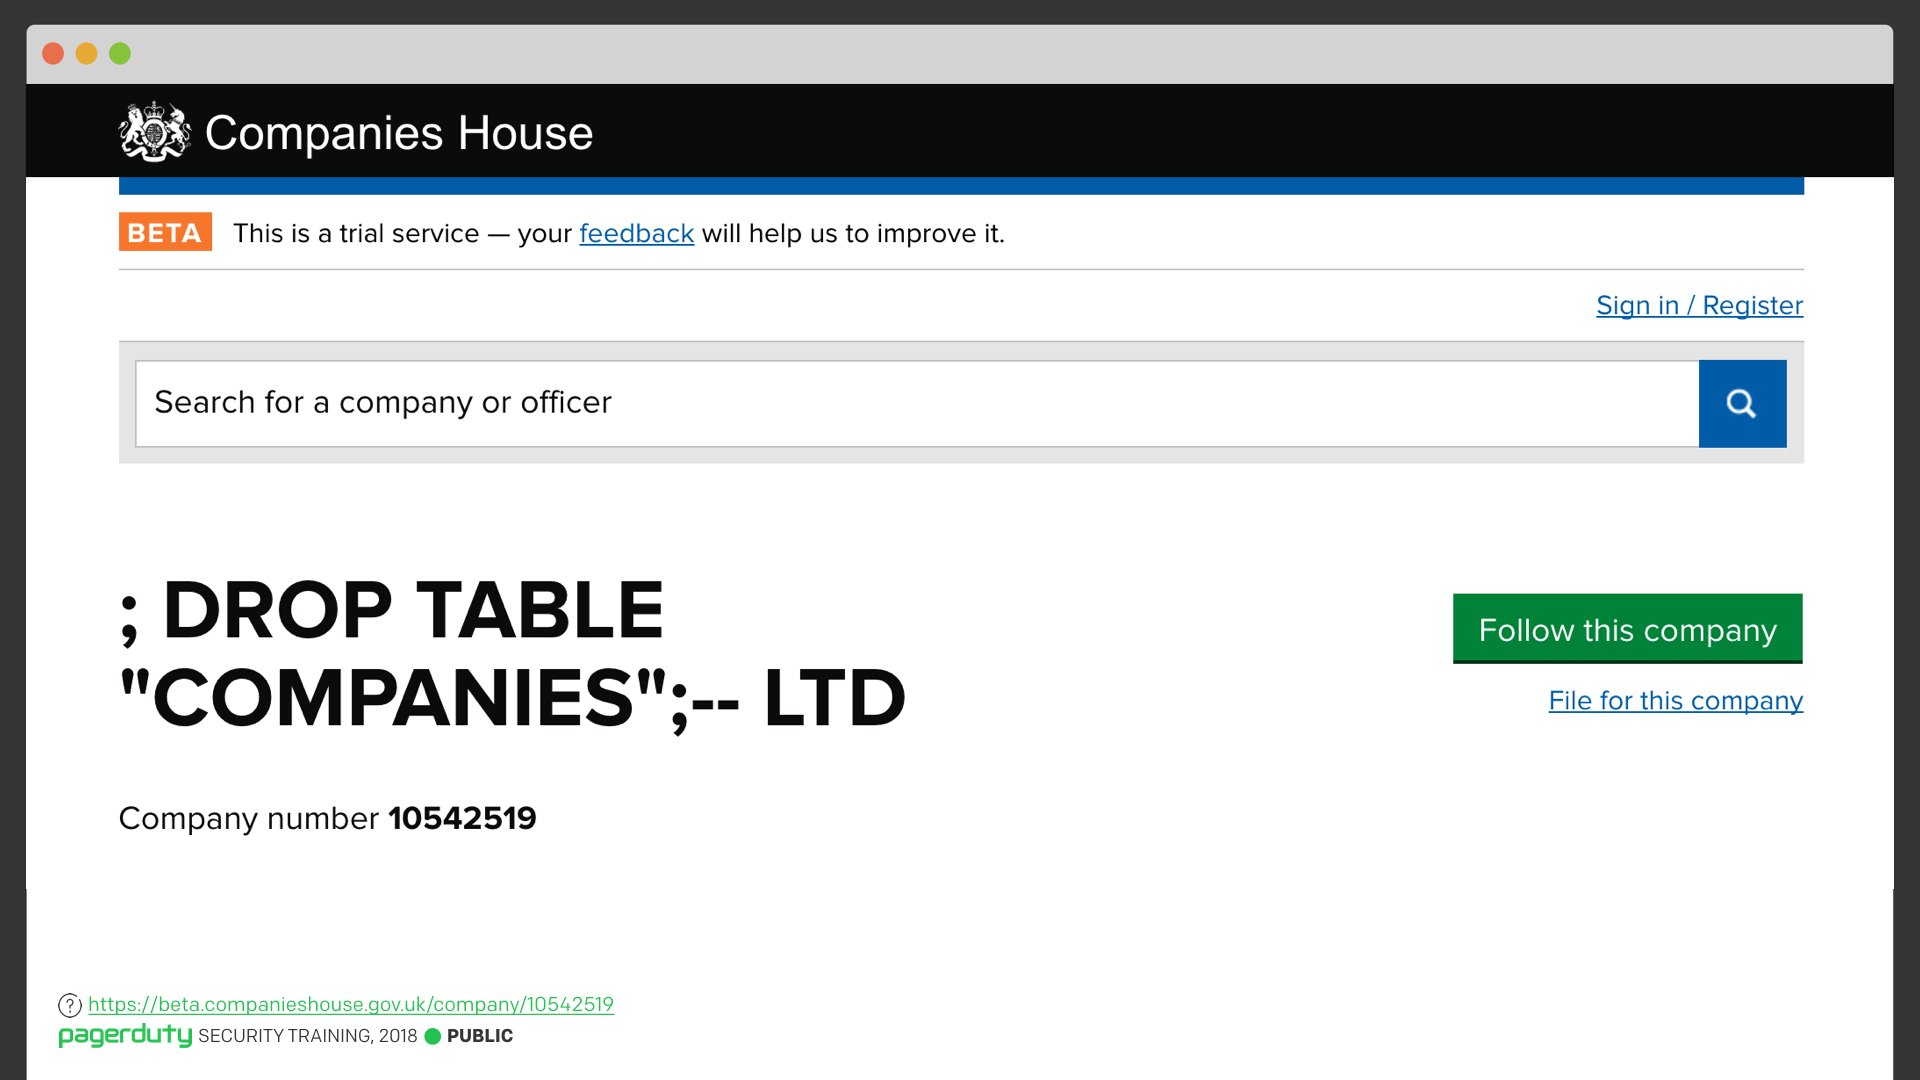 Companies House
BETA This is a trial service — your feedback will help us to improve it.
Sign in / Register
Search for a company or officer
; DROP TABLE
"COMPANIES";-- LTD
Follow this company
File for this company
Company number 10542519
? https://beta.companieshouse.gov.uk/company/10542519
pagerduty SECURITY TRAINING, 2018 PUBLIC